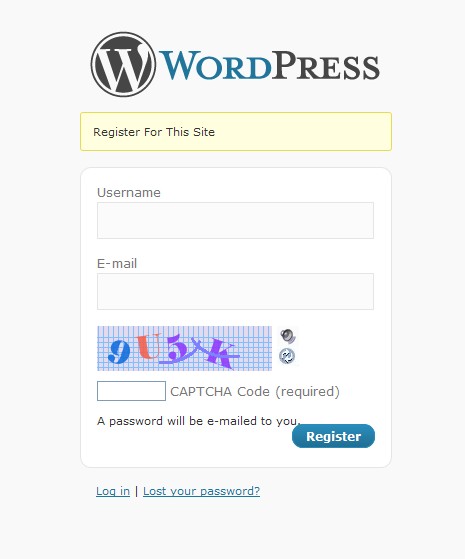 WORDPRESS
Register For This Site
Username
E-mail
9U5K
CAPTCHA Code (required)
A password will be e-mailed to you.
Register
Log in | Lost your password?